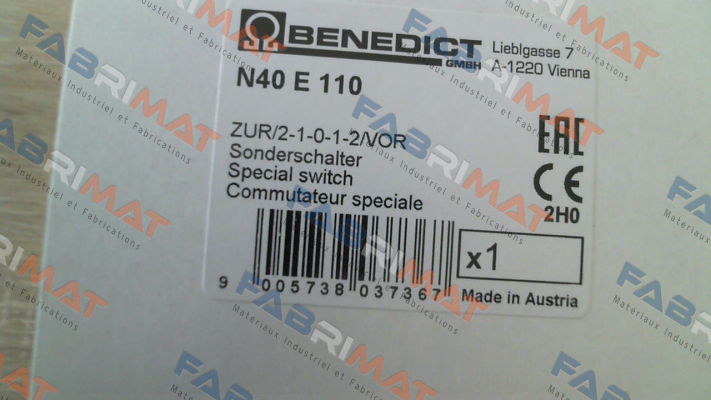 BENEDICT
GMBH
Lieblgasse 7
A-1220 Vienna
N40 E 110
ZUR/2-1-0-1-2/VOR
Sonderschalter
Special switch
Commutateur speciale
EAC
CE
2H0
x1
9 005738 037367
Made in Austria
FABRIMAT
Matériaux Industriel et Fabrications